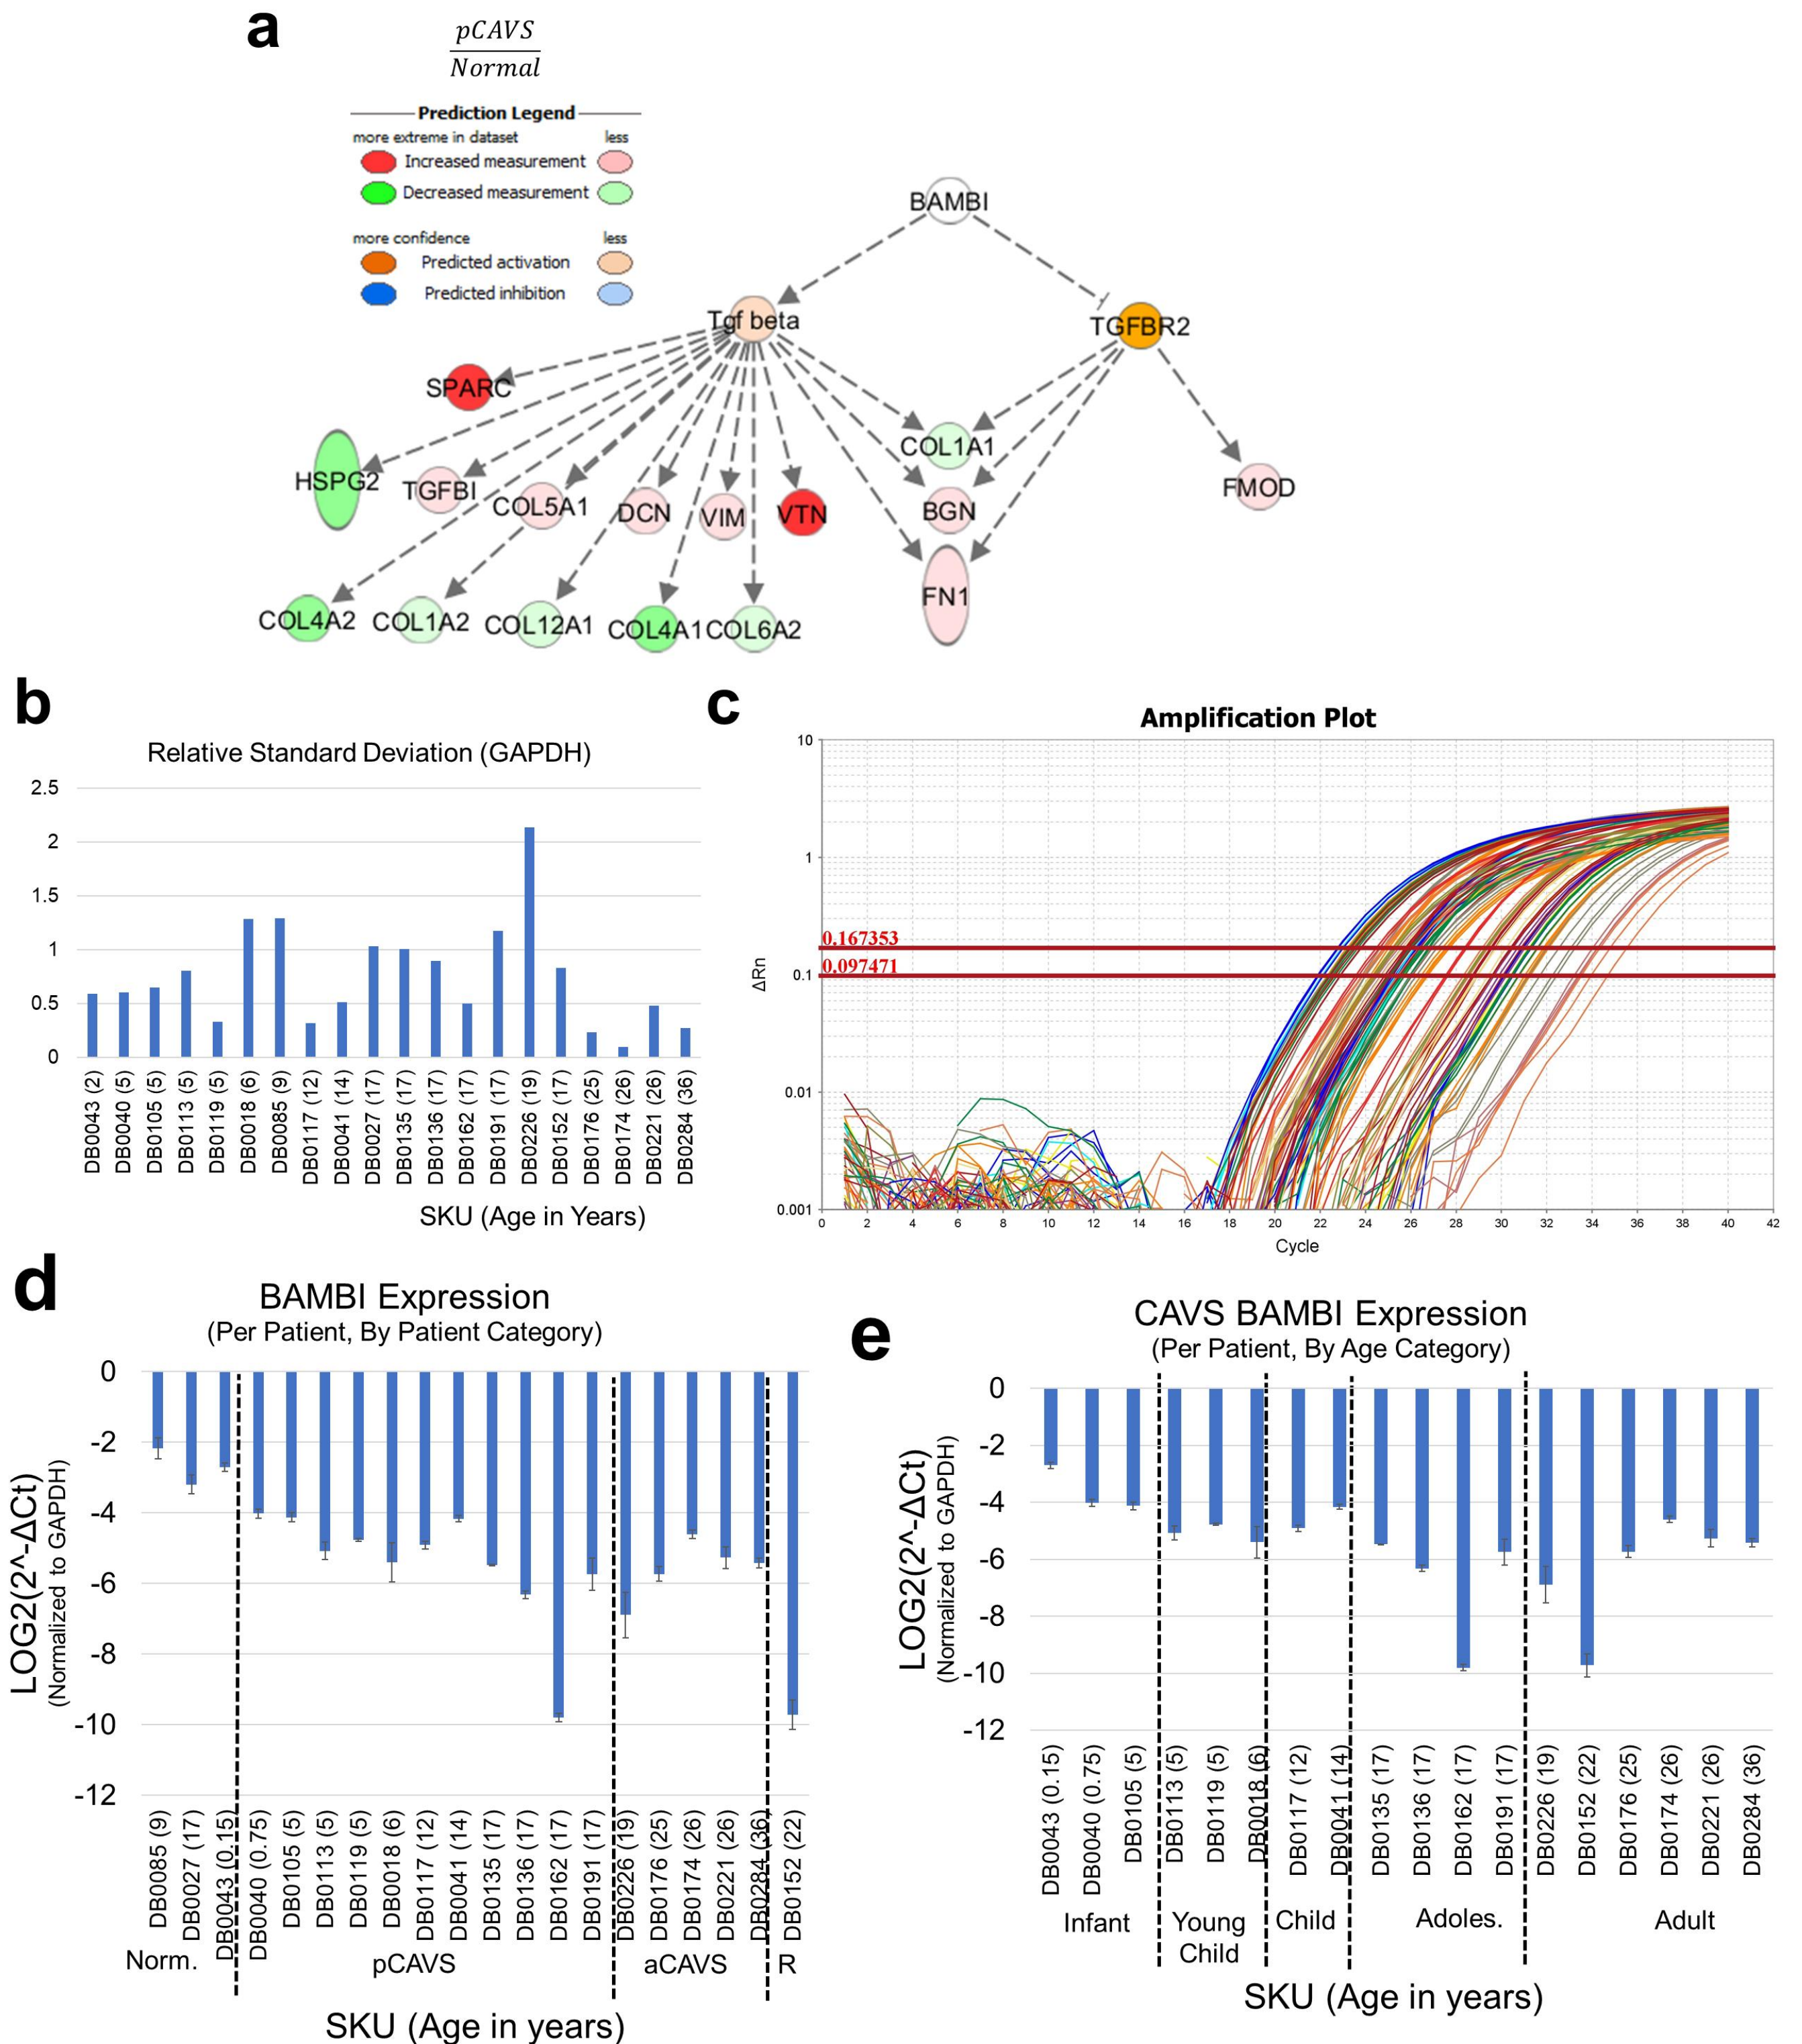 a
pCAVS
Normal
Prediction Legend
more extreme in dataset less
Increased measurement
Decreased measurement
more confidence less
Predicted activation
Predicted inhibition
BAMBI
Tgf beta
TGFBR2
SPARC
COL1A1
HSPG2
TGFBI
COL5A1
DCN
VIM
VTN
BGN
FMOD
FN1
COL4A2
COL1A2
COL12A1
COL4A1
COL6A2
b
Relative Standard Deviation (GAPDH)
2.5
2
1.5
1
0.5
0
DB0043 (2)
DB0040 (5)
DB0105 (5)
DB0113 (5)
DB0119 (5)
DB0018 (6)
DB0085 (9)
DB0117 (12)
DB0041 (14)
DB0027 (17)
DB0135 (17)
DB0136 (17)
DB0162 (17)
DB0191 (17)
DB0226 (19)
DB0152 (17)
DB0176 (25)
DB0174 (26)
DB0221 (26)
DB0284 (36)
SKU (Age in Years)
c
Amplification Plot
10
1
0.1
0.01
0.001
0.167353
0.097471
ΔRn
0 2 4 6 8 10 12 14 16 18 20 22 24 26 28 30 32 34 36 38 40 42
Cycle
d
BAMBI Expression
(Per Patient, By Patient Category)
LOG2(2^-ΔCt)
(Normalized to GAPDH)
0
-2
-4
-6
-8
-10
-12
DB0085 (9)
DB0027 (17)
DB0043 (0.15)
DB0040 (0.75)
DB0105 (5)
DB0113 (5)
DB0119 (5)
DB0018 (6)
DB0117 (12)
DB0041 (14)
DB0135 (17)
DB0136 (17)
DB0162 (17)
DB0191 (17)
DB0226 (19)
DB0176 (25)
DB0174 (26)
DB0221 (26)
DB0284 (36)
DB0152 (22)
Norm.
pCAVS
aCAVS
R
SKU (Age in years)
e
CAVS BAMBI Expression
(Per Patient, By Age Category)
LOG2(2^-ΔCt)
(Normalized to GAPDH)
0
-2
-4
-6
-8
-10
-12
DB0043 (0.15)
DB0040 (0.75)
DB0105 (5)
DB0113 (5)
DB0119 (5)
DB0018 (6)
DB0117 (12)
DB0041 (14)
DB0135 (17)
DB0136 (17)
DB0162 (17)
DB0191 (17)
DB0226 (19)
DB0152 (22)
DB0176 (25)
DB0174 (26)
DB0221 (26)
DB0284 (36)
Infant
Young
Child
Child
Adoles.
Adult
SKU (Age in years)